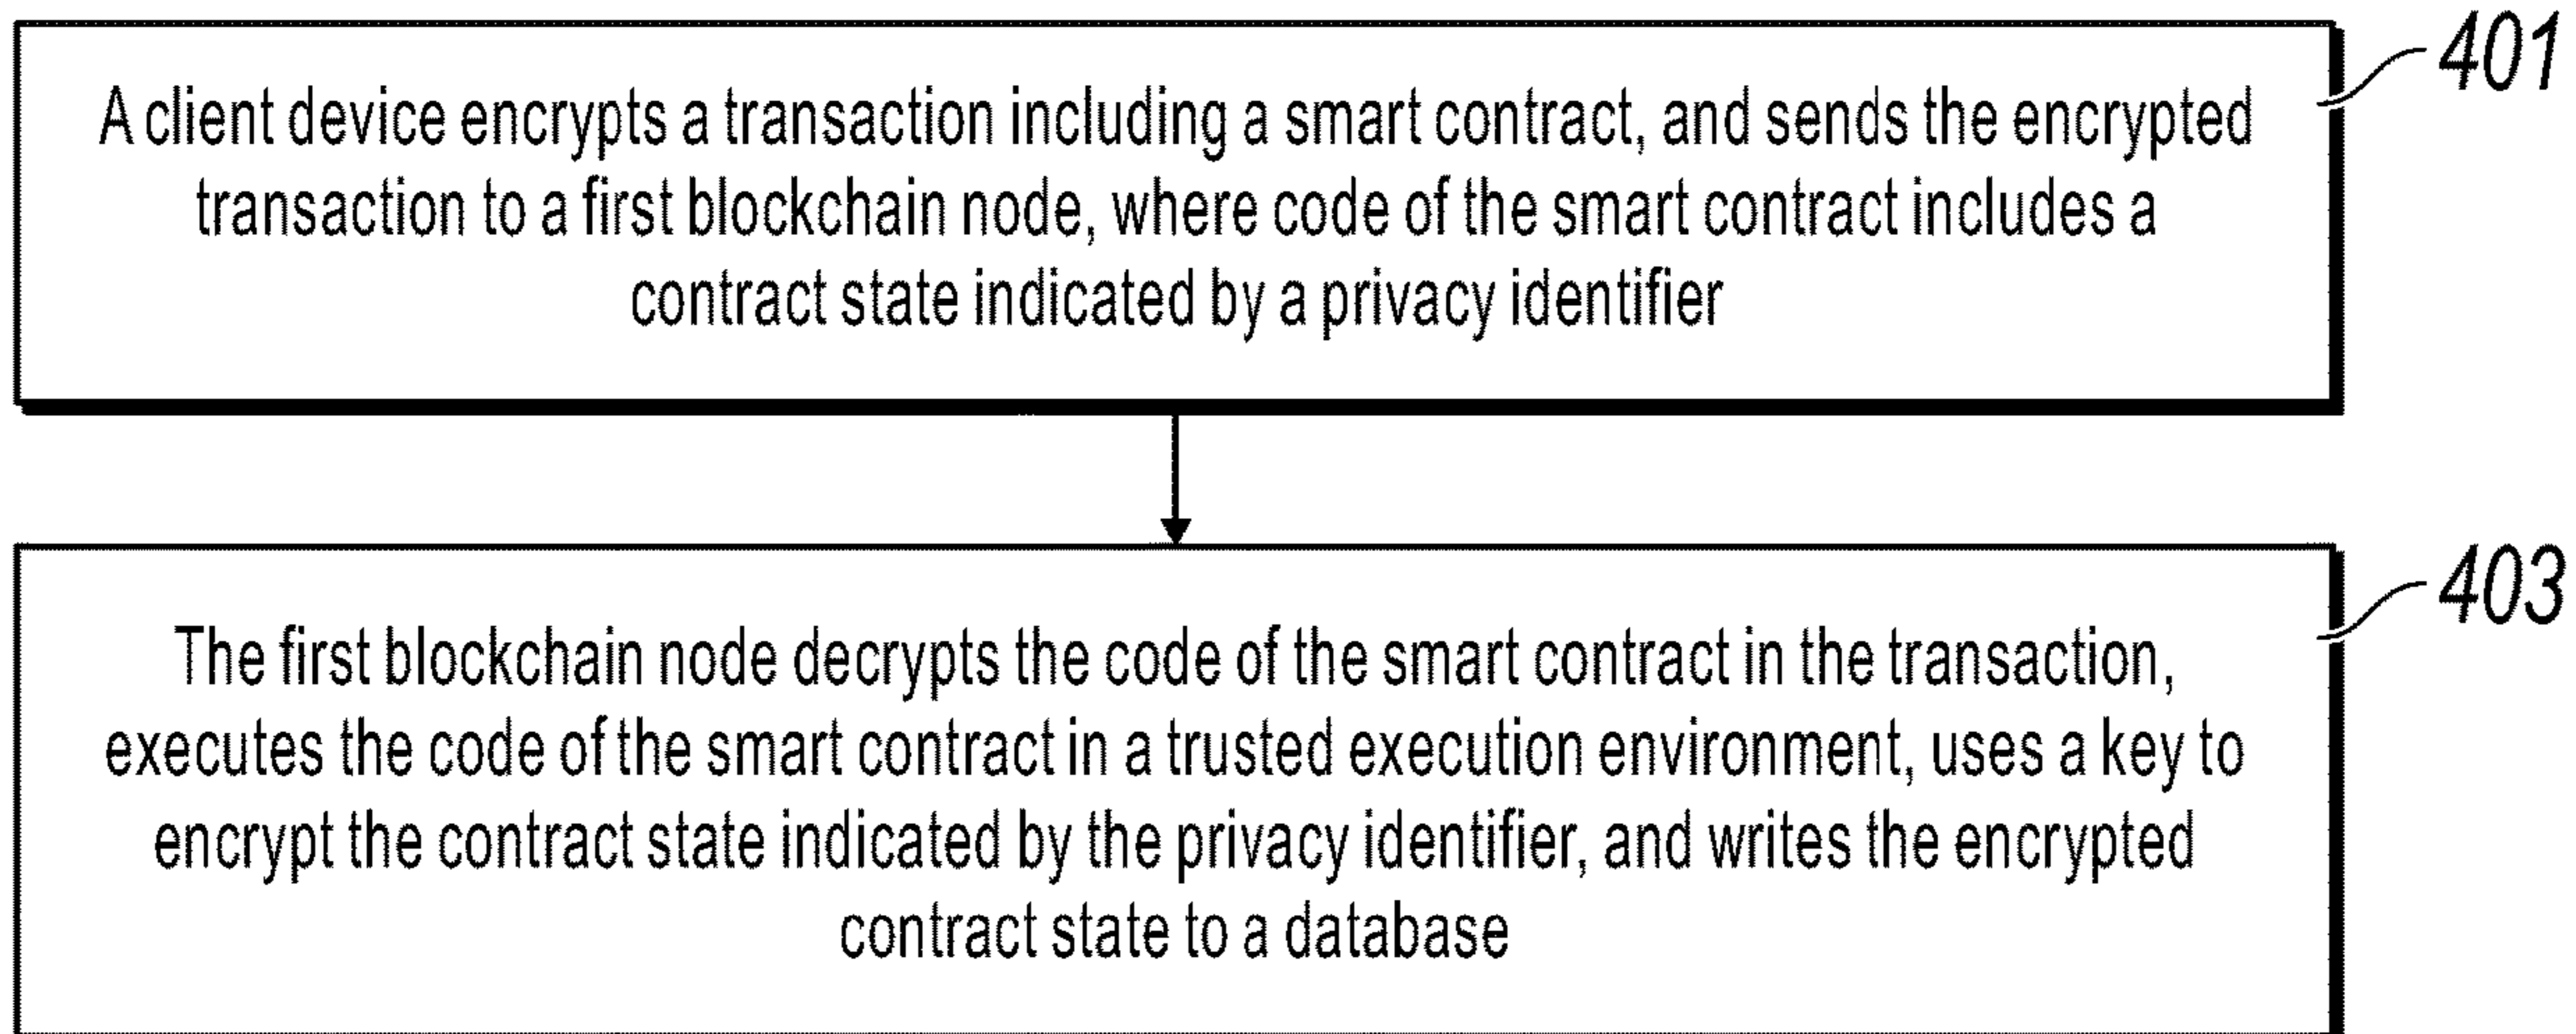 401
A client device encrypts a transaction including a smart contract, and sends the encrypted
transaction to a first blockchain node, where code of the smart contract includes a
contract state indicated by a privacy identifier
403
The first blockchain node decrypts the code of the smart contract in the transaction,
executes the code of the smart contract in a trusted execution environment, uses a key to
encrypt the contract state indicated by the privacy identifier, and writes the encrypted
contract state to a database